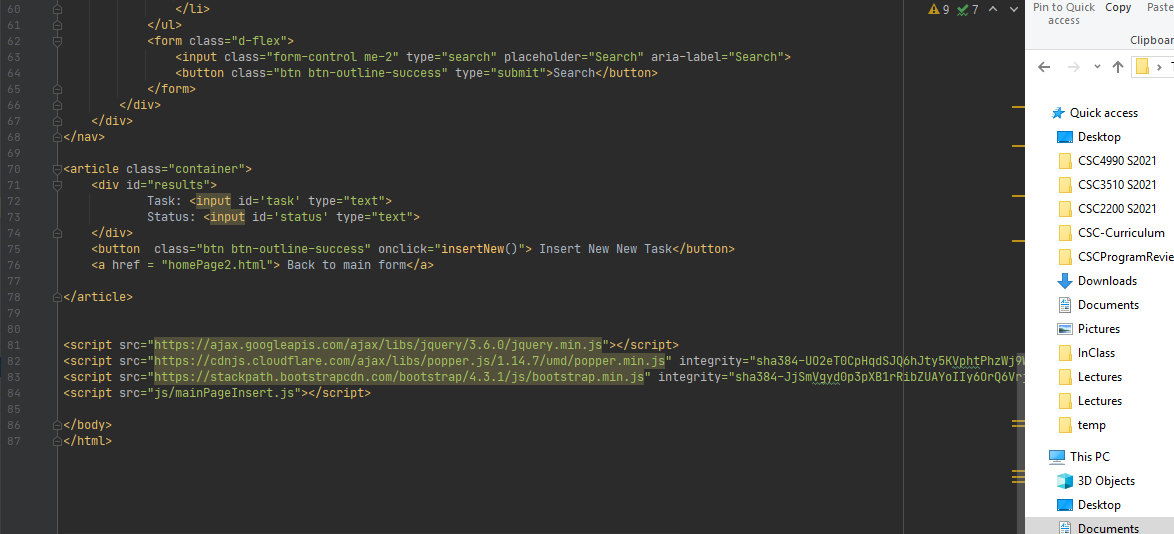 60 </li>
61 </ul>
62 <form class="d-flex">
63 <input class="form-control me-2" type="search" placeholder="Search" aria-label="Search">
64 <button class="btn btn-outline-success" type="submit">Search</button>
65 </form>
66 </div>
67 </div>
68 </nav>
69
70 <article class="container">
71 <div id="results">
72 Task: <input id='task' type="text">
73 Status: <input id='status' type="text">
74 </div>
75 <button  class="btn btn-outline-success" onclick="insertNew()"> Insert New New Task</button>
76 <a href = "homePage2.html"> Back to main form</a>
77
78 </article>
79
80
81 <script src="https://ajax.googleapis.com/ajax/libs/jquery/3.6.0/jquery.min.js"></script>
82 <script src="https://cdnjs.cloudflare.com/ajax/libs/popper.js/1.14.7/umd/popper.min.js" integrity="sha384-UO2eT0CpHqdSJQ6hJty5KVphtPhzWj9W
83 <script src="https://stackpath.bootstrapcdn.com/bootstrap/4.3.1/js/bootstrap.min.js" integrity="sha384-JjSmVgyd0p3pXB1rRibZUAYoIIy6OrQ6Vrj
84 <script src="js/mainPageInsert.js"></script>
85
86 </body>
87 </html>
9 7
Pin to Quick access
Copy
Paste
Clipboar
Quick access
Desktop
CSC4990 S2021
CSC3510 S2021
CSC2200 S2021
CSC-Curriculum
CSCProgramRevie
Downloads
Documents
Pictures
InClass
Lectures
Lectures
temp
This PC
3D Objects
Desktop
Documents